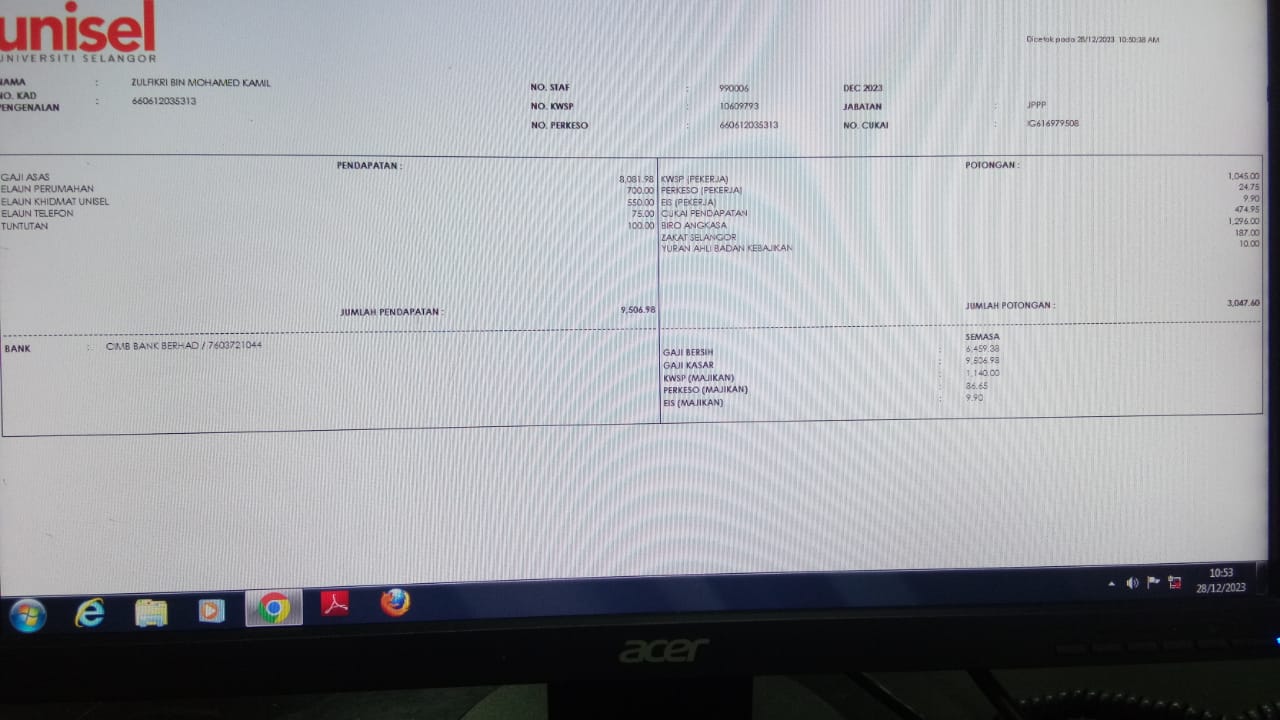 unisel
UNIVERSITI SELANGOR
Dicetak pada 28/12/2023 10:50:38 AM
NAMA : ZULFIKRI BIN MOHAMED KAMIL
NO. KAD PENGENALAN : 660612035313
NO. STAF : 990006
NO. KWSP : 10609793
NO. PERKESO : 660612035313
DEC 2023
JABATAN : JPPP
NO. CUKAI : IG616979508
PENDAPATAN :
GAJI ASAS 8,081.98
ELAUN PERUMAHAN 700.00
ELAUN KHIDMAT UNISEL 550.00
ELAUN TELEFON 75.00
TUNTUTAN 100.00
JUMLAH PENDAPATAN : 9,506.98
POTONGAN :
KWSP (PEKERJA) 1,045.00
PERKESO (PEKERJA) 24.75
EIS (PEKERJA) 9.90
CUKAI PENDAPATAN 474.95
BIRO ANGKASA 1,296.00
ZAKAT SELANGOR 187.00
YURAN AHLI BADAN KEBAJIKAN 10.00
JUMLAH POTONGAN : 3,047.60
BANK : CIMB BANK BERHAD / 7603721044
SEMASA
GAJI BERSIH : 6,459.38
GAJI KASAR : 9,506.98
KWSP (MAJIKAN) : 1,140.00
PERKESO (MAJIKAN) : 86.65
EIS (MAJIKAN) : 9.90
10:53
28/12/2023
acer